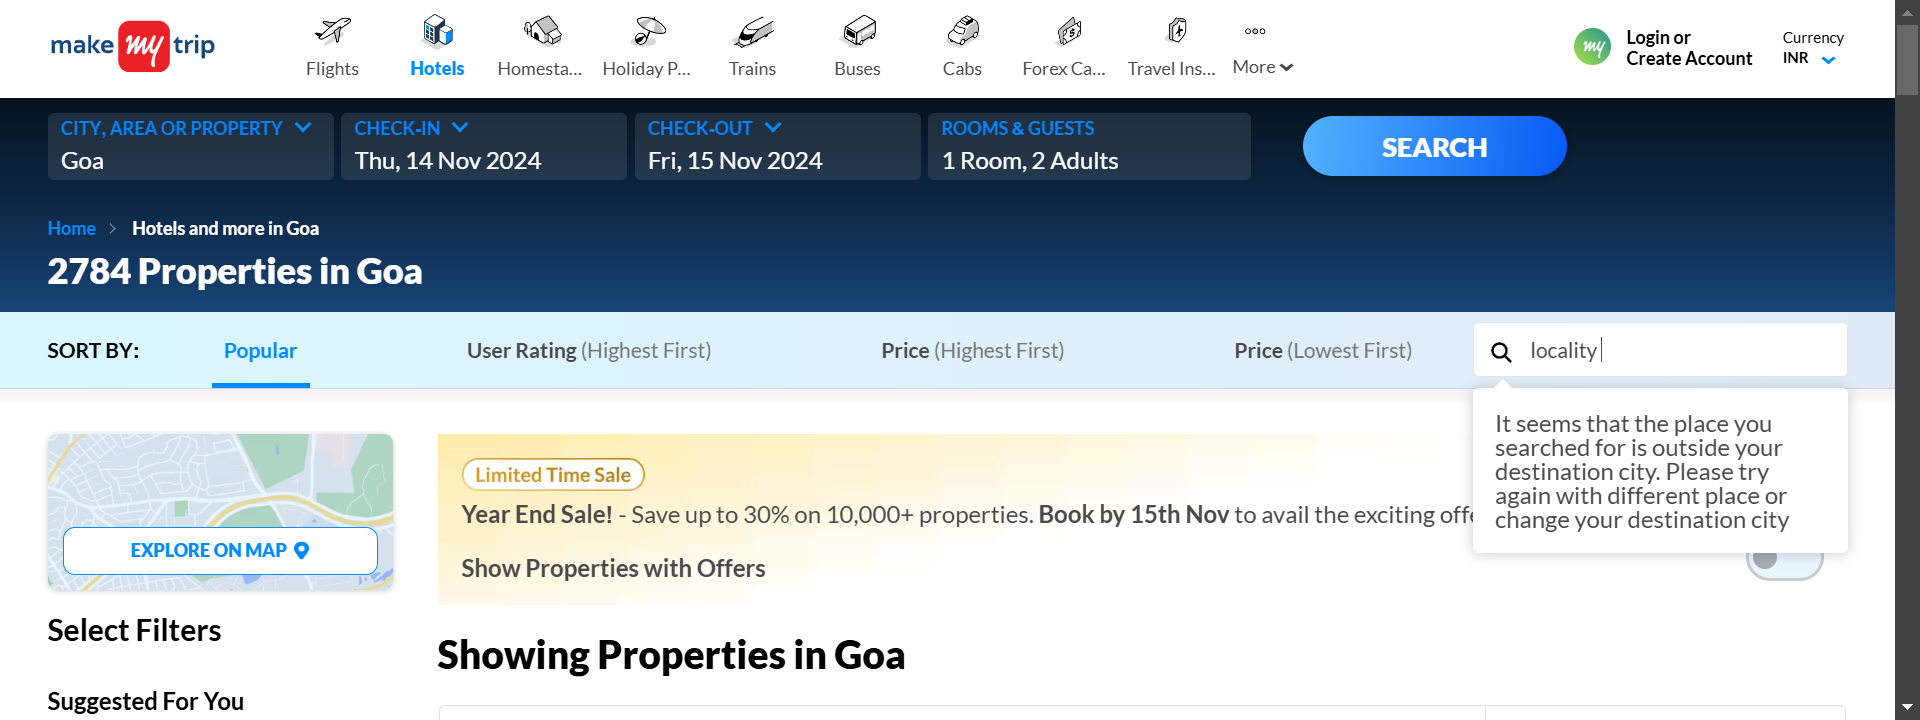 make my trip
Flights
Hotels
Homesta...
Holiday P...
Trains
Buses
Cabs
Forex Ca...
Travel Ins...
More
my
Login or
Create Account
Currency
INR
CITY, AREA OR PROPERTY
Goa
CHECK-IN
Thu, 14 Nov 2024
CHECK-OUT
Fri, 15 Nov 2024
ROOMS & GUESTS
1 Room, 2 Adults
SEARCH
Home > Hotels and more in Goa
2784 Properties in Goa
SORT BY:
Popular
User Rating (Highest First)
Price (Highest First)
Price (Lowest First)
locality
It seems that the place you
searched for is outside your
destination city. Please try
again with different place or
change your destination city
EXPLORE ON MAP
Limited Time Sale
Year End Sale! - Save up to 30% on 10,000+ properties. Book by 15th Nov to avail the exciting offe
Show Properties with Offers
Select Filters
Showing Properties in Goa
Suggested For You